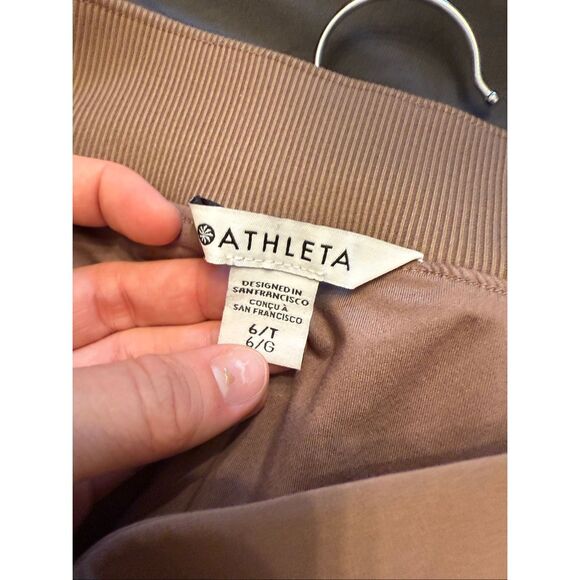 ATHLETA
DESIGNED IN
SAN FRANCISCO
CONÇU À
SAN FRANCISCO
6/T
6/G